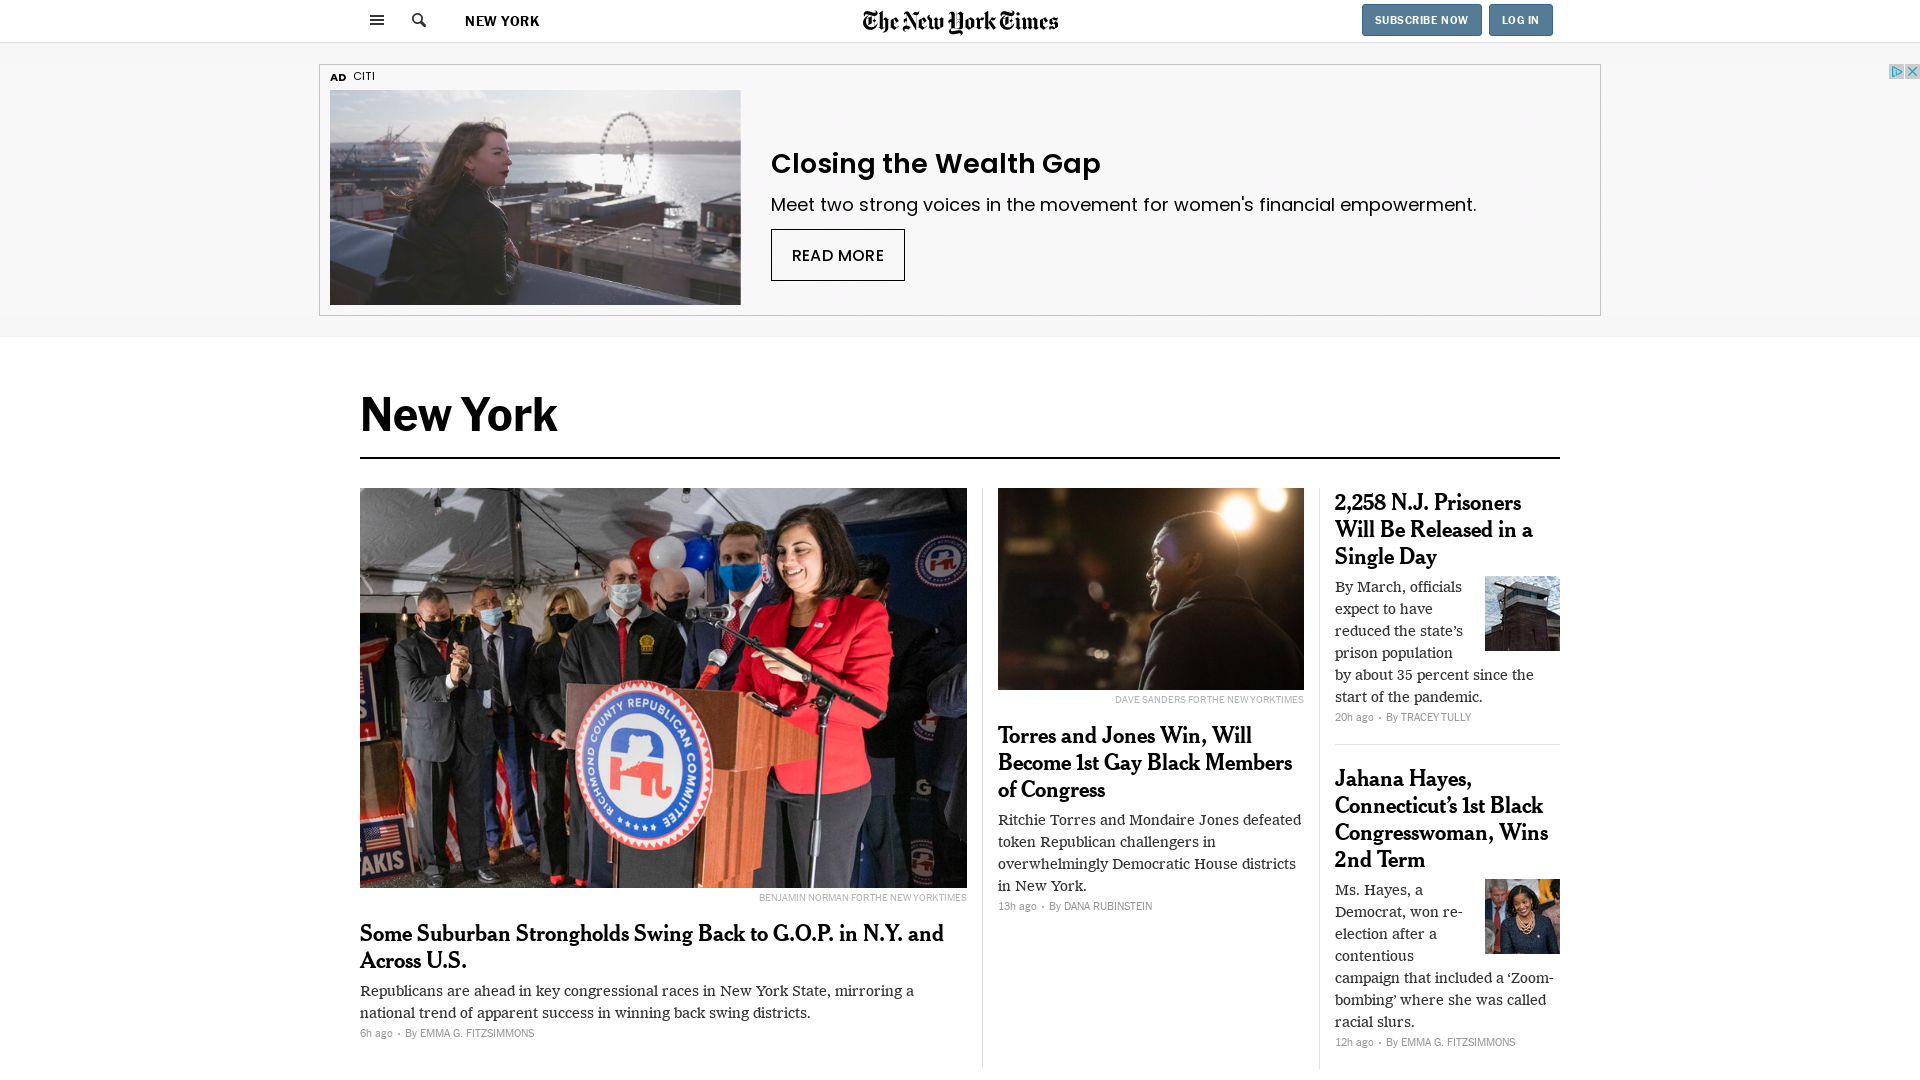 NEW YORK
The New York Times
SUBSCRIBE NOW
LOG IN
AD CITI
Closing the Wealth Gap
Meet two strong voices in the movement for women's financial empowerment.
READ MORE
New York
RICHMOND COUNTY REPUBLICAN COMMITTEE
BENJAMIN NORMAN FOR THE NEW YORK TIMES
Some Suburban Strongholds Swing Back to G.O.P. in N.Y. and
Across U.S.
Republicans are ahead in key congressional races in New York State, mirroring a
national trend of apparent success in winning back swing districts.
6h ago • By EMMA G. FITZSIMMONS
DAVE SANDERS FOR THE NEW YORK TIMES
Torres and Jones Win, Will
Become 1st Gay Black Members
of Congress
Ritchie Torres and Mondaire Jones defeated
token Republican challengers in
overwhelmingly Democratic House districts
in New York.
13h ago • By DANA RUBINSTEIN
2,258 N.J. Prisoners
Will Be Released in a
Single Day
By March, officials
expect to have
reduced the state’s
prison population
by about 35 percent since the
start of the pandemic.
20h ago • By TRACEY TULLY
Jahana Hayes,
Connecticut’s 1st Black
Congresswoman, Wins
2nd Term
Ms. Hayes, a
Democrat, won re-
election after a
contentious
campaign that included a ‘Zoom-
bombing’ where she was called
racial slurs.
12h ago • By EMMA G. FITZSIMMONS